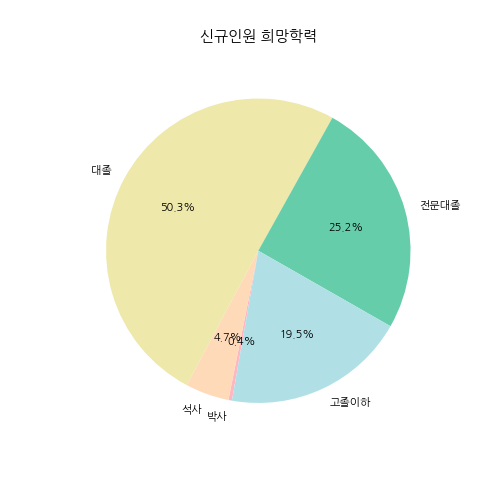 신규인원 희망학력
대졸
50.3%
전문대졸
25.2%
4.7%
0.4%
19.5%
석사
박사
고졸이하